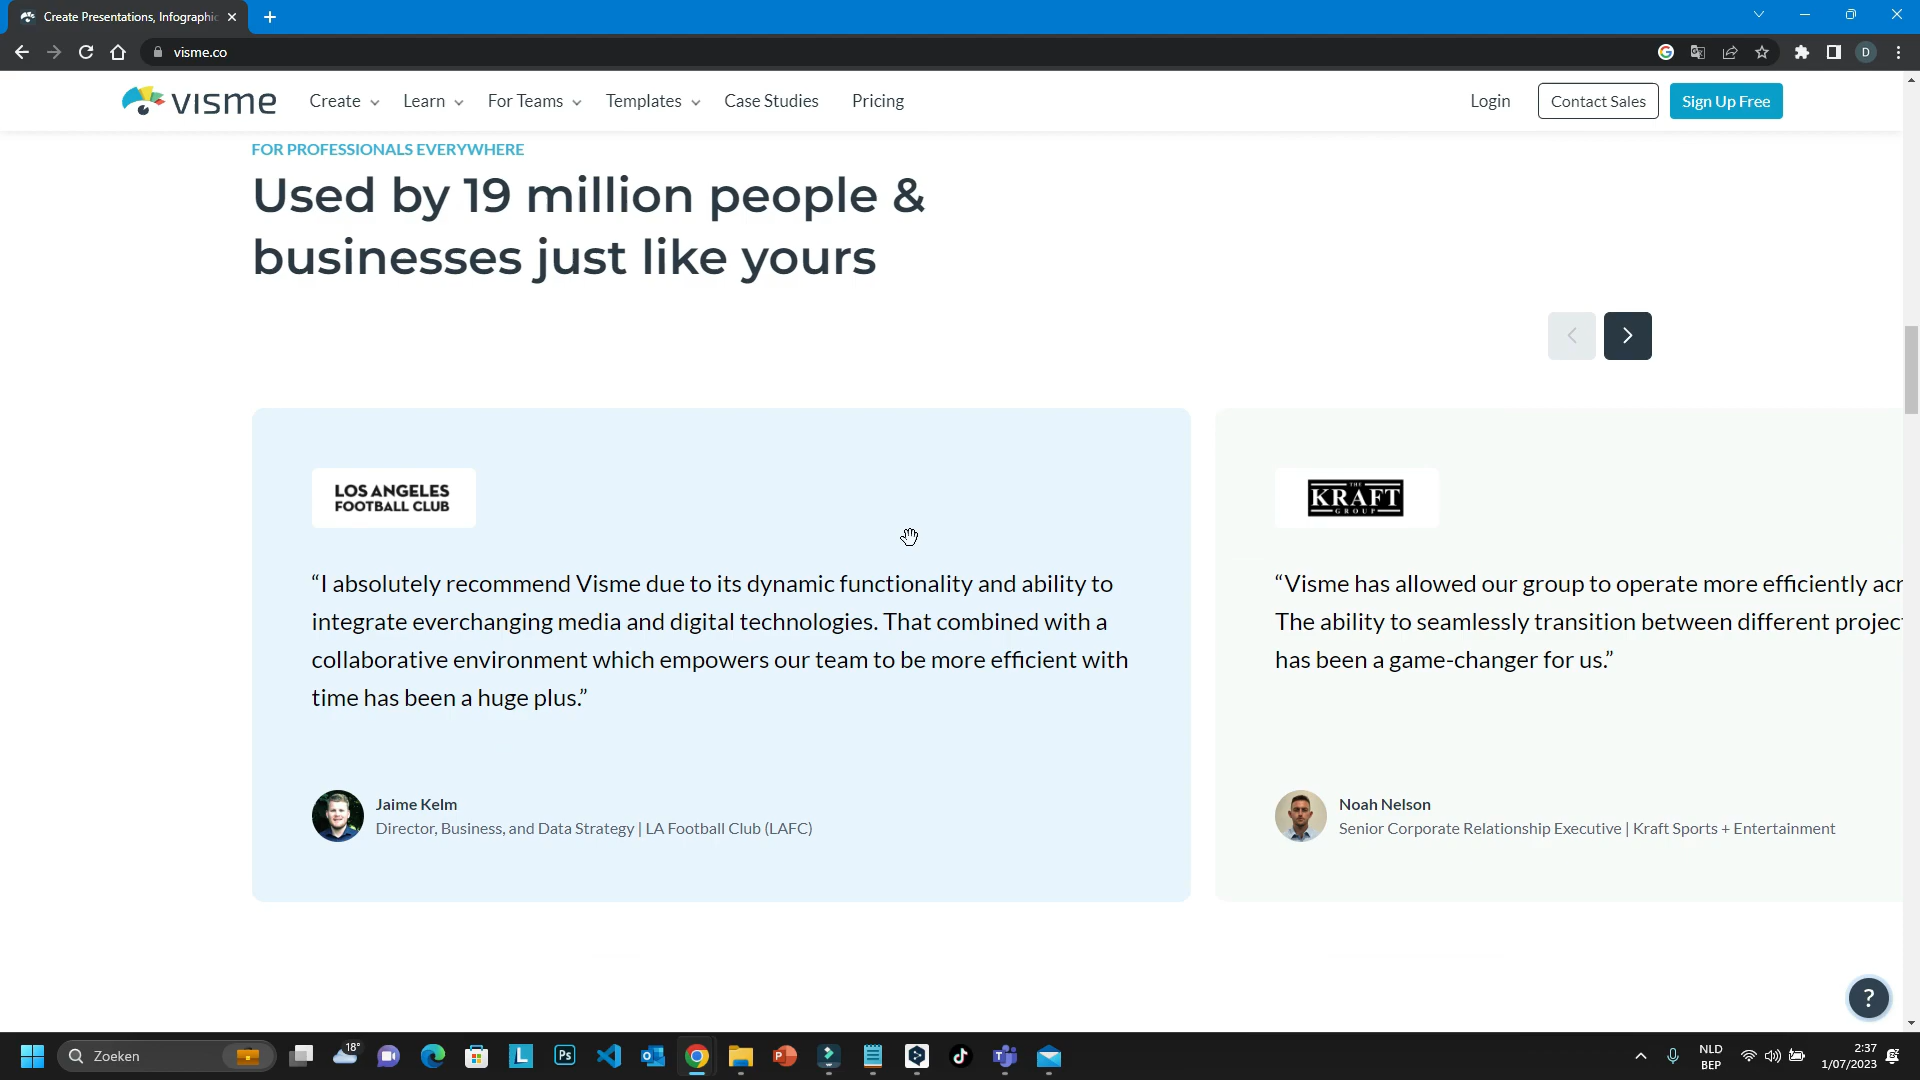 Create Presentations, Infographic
visme.co
D
VISME
Create
Learn
For Teams
Templates
Case Studies
Pricing
Login
Contact Sales
Sign Up Free
FOR PROFESSIONALS EVERYWHERE
Used by 19 million people &
businesses just like yours
LOS ANGELES
FOOTBALL CLUB
“I absolutely recommend Visme due to its dynamic functionality and ability to
integrate everchanging media and digital technologies. That combined with a
collaborative environment which empowers our team to be more efficient with
time has been a huge plus.”
Jaime Kelm
Director, Business, and Data Strategy | LA Football Club (LAFC)
THE
KRAFT
GROUP
“Visme has allowed our group to operate more efficiently acr
The ability to seamlessly transition between different projec
has been a game-changer for us.”
Noah Nelson
Senior Corporate Relationship Executive | Kraft Sports + Entertainment
?
Zoeken
18°
L
Ps
P
NLD
BEP
2:37
1/07/2023